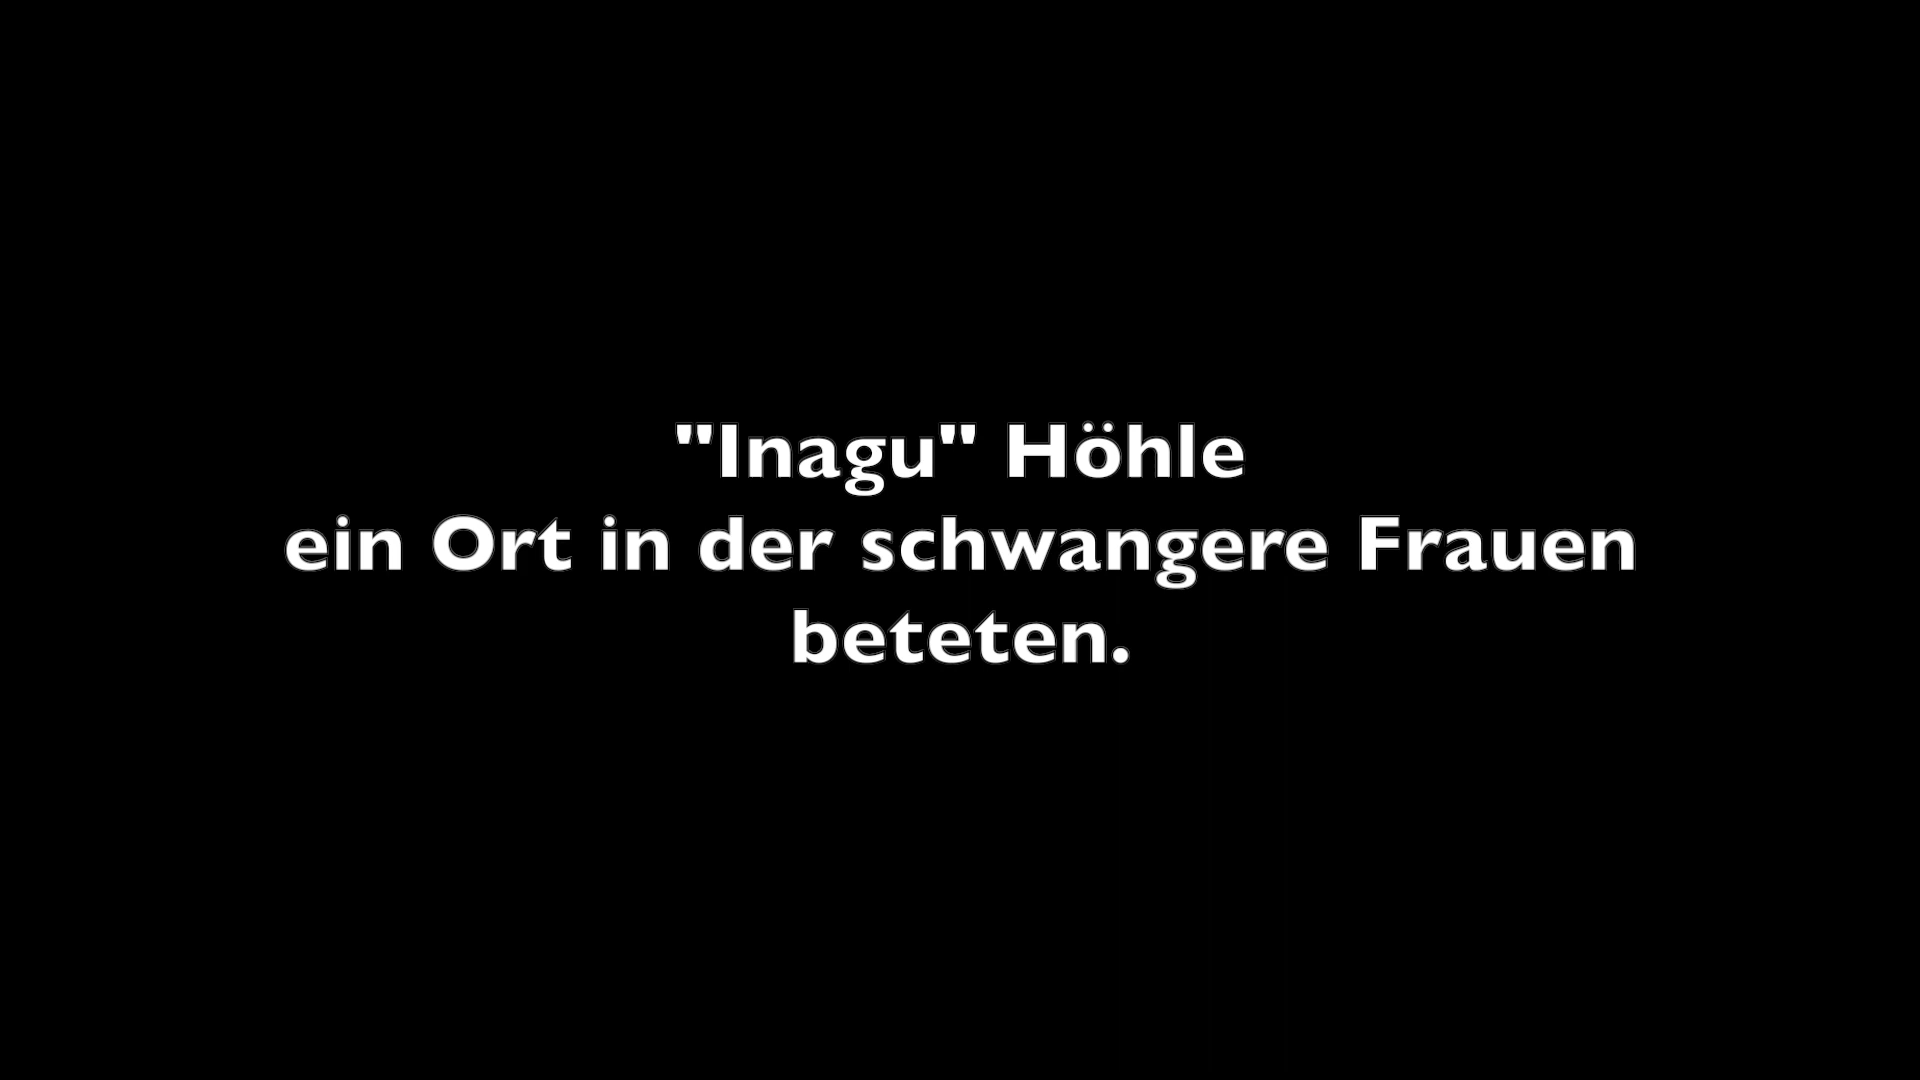 "Inagu" Höhle
ein Ort in der schwangere Frauen
beteten.